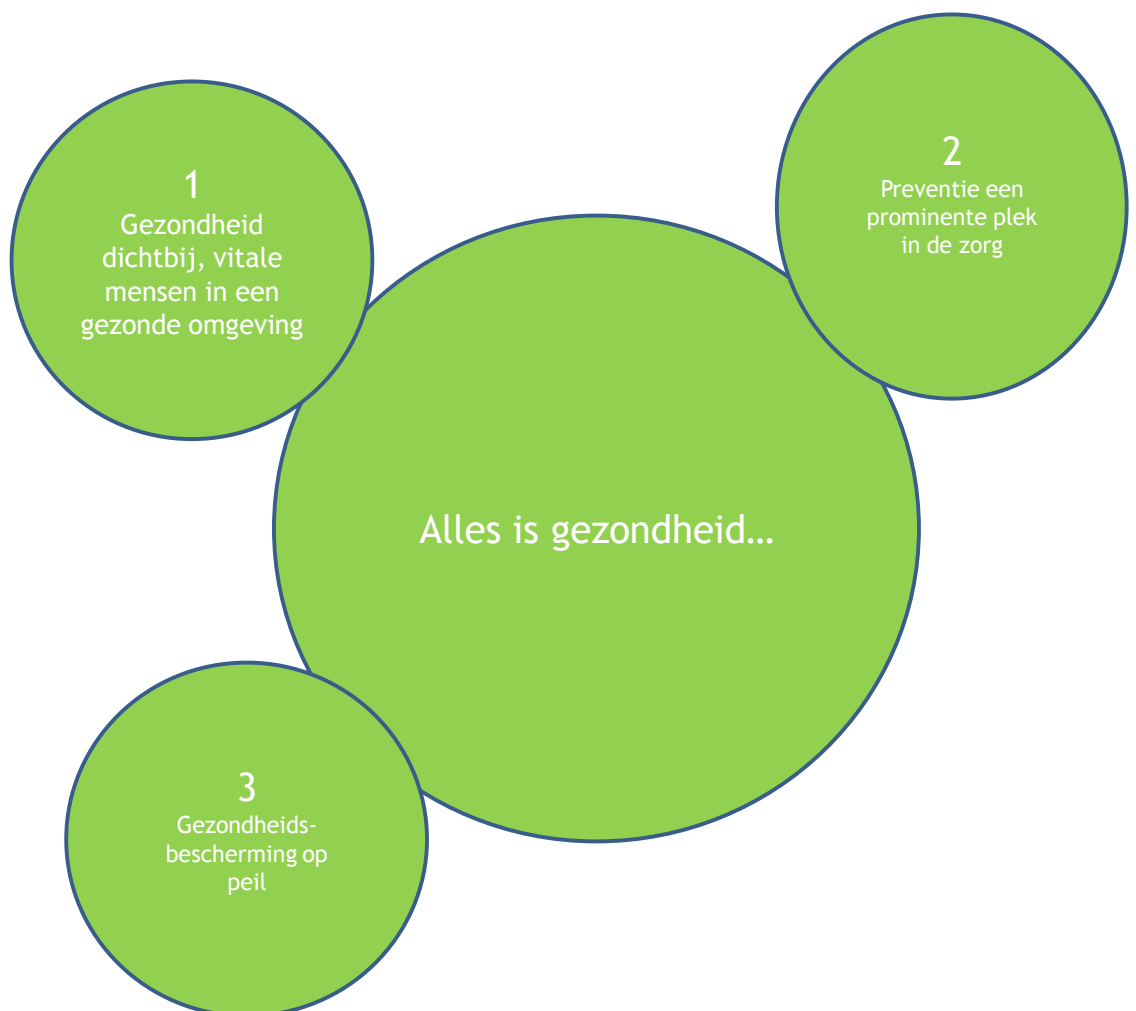 1
Gezondheid
dichtbij, vitale
mensen in een
gezonde omgeving
2
Preventie een
prominente plek
in de zorg
Alles is gezondheid…
3
Gezondheids-
bescherming op
peil